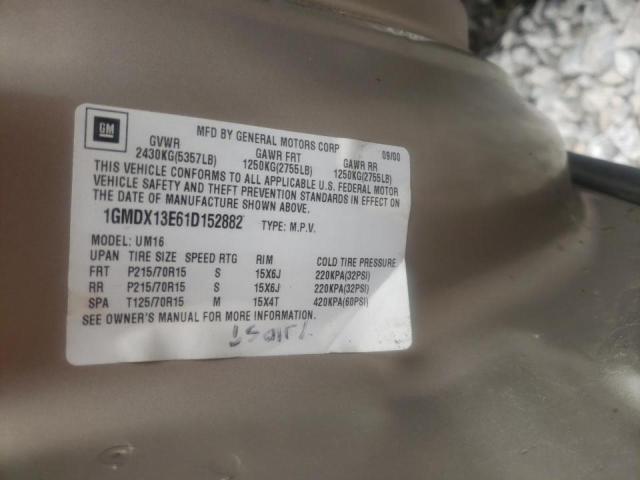 GM
MFD BY GENERAL MOTORS CORP 09/00
GVWR GAWR FRT GAWR RR
2430KG(5357LB) 1250KG(2755LB) 1250KG(2755LB)
THIS VEHICLE CONFORMS TO ALL APPLICABLE U.S. FEDERAL MOTOR
VEHICLE SAFETY AND THEFT PREVENTION STANDARDS IN EFFECT ON
THE DATE OF MANUFACTURE SHOWN ABOVE.
1GMDX13E61D152882 TYPE: M.P.V.
MODEL: UM16
UPAN TIRE SIZE SPEED RTG RIM COLD TIRE PRESSURE
FRT P215/70R15 S 15X6J 220KPA(32PSI)
RR P215/70R15 S 15X6J 220KPA(32PSI)
SPA T125/70R15 M 15X4T 420KPA(60PSI)
SEE OWNER'S MANUAL FOR MORE INFORMATION.